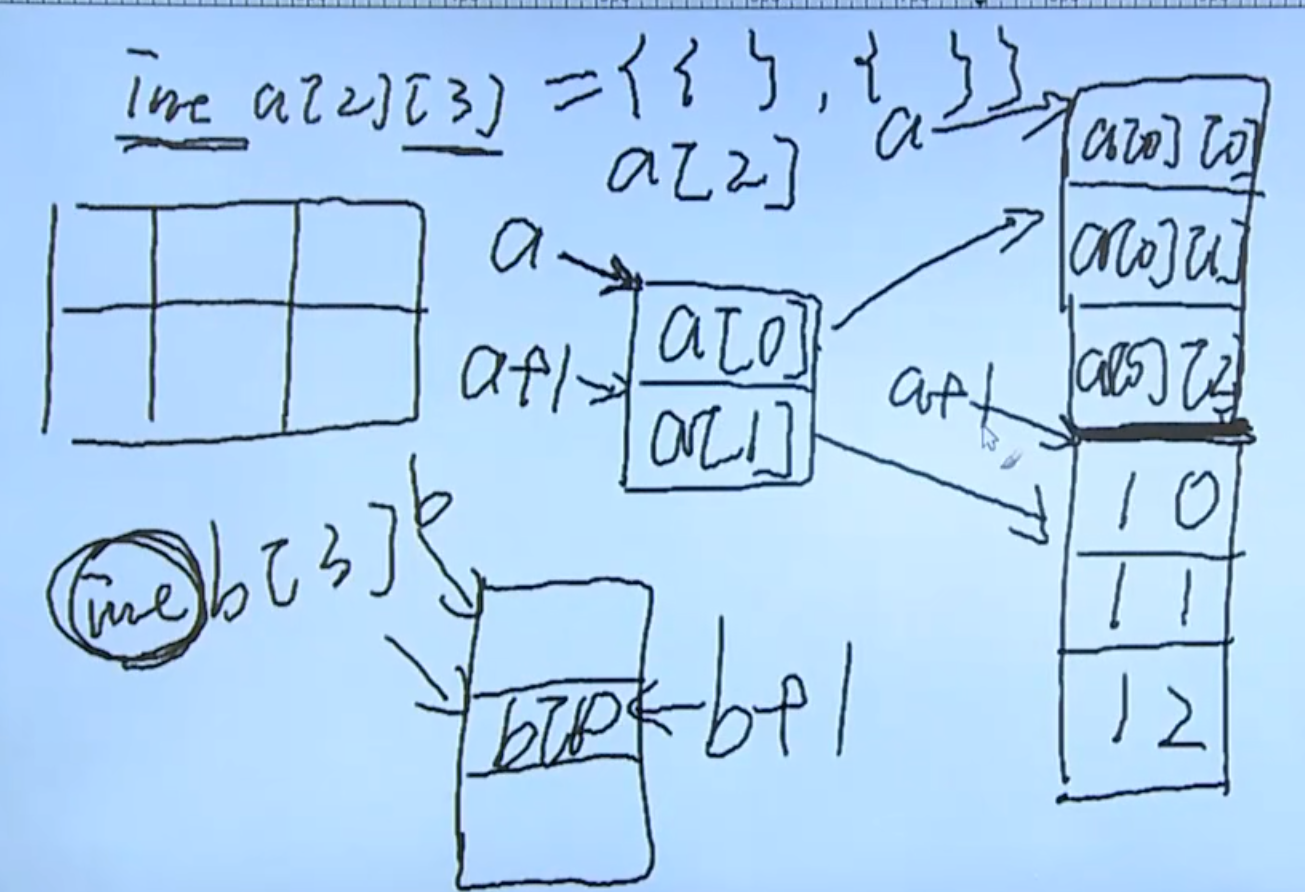 int a[2][3] = { { }, { } }
a[2]
a
a
a+1
a[0]
a[1]
a[0][0]
a[0][1]
a[0][2]
a+1
1 0
1 1
1 2
int b[3]
b
b[1]
b+1